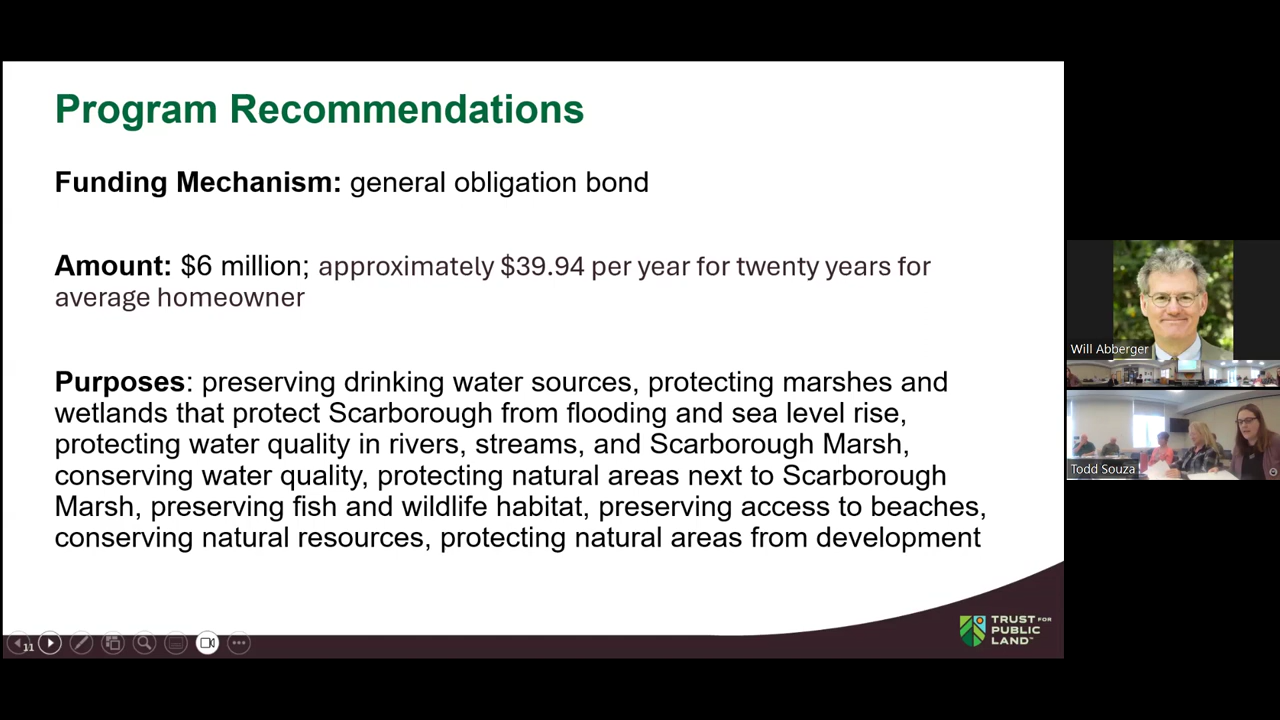 Program Recommendations
Funding Mechanism: general obligation bond
Amount: $6 million; approximately $39.94 per year for twenty years for
average homeowner
Purposes: preserving drinking water sources, protecting marshes and
wetlands that protect Scarborough from flooding and sea level rise,
protecting water quality in rivers, streams, and Scarborough Marsh,
conserving water quality, protecting natural areas next to Scarborough
Marsh, preserving fish and wildlife habitat, preserving access to beaches,
conserving natural resources, protecting natural areas from development
11
TRUST FOR
PUBLIC
LAND™
Will Abberger
Todd Souza